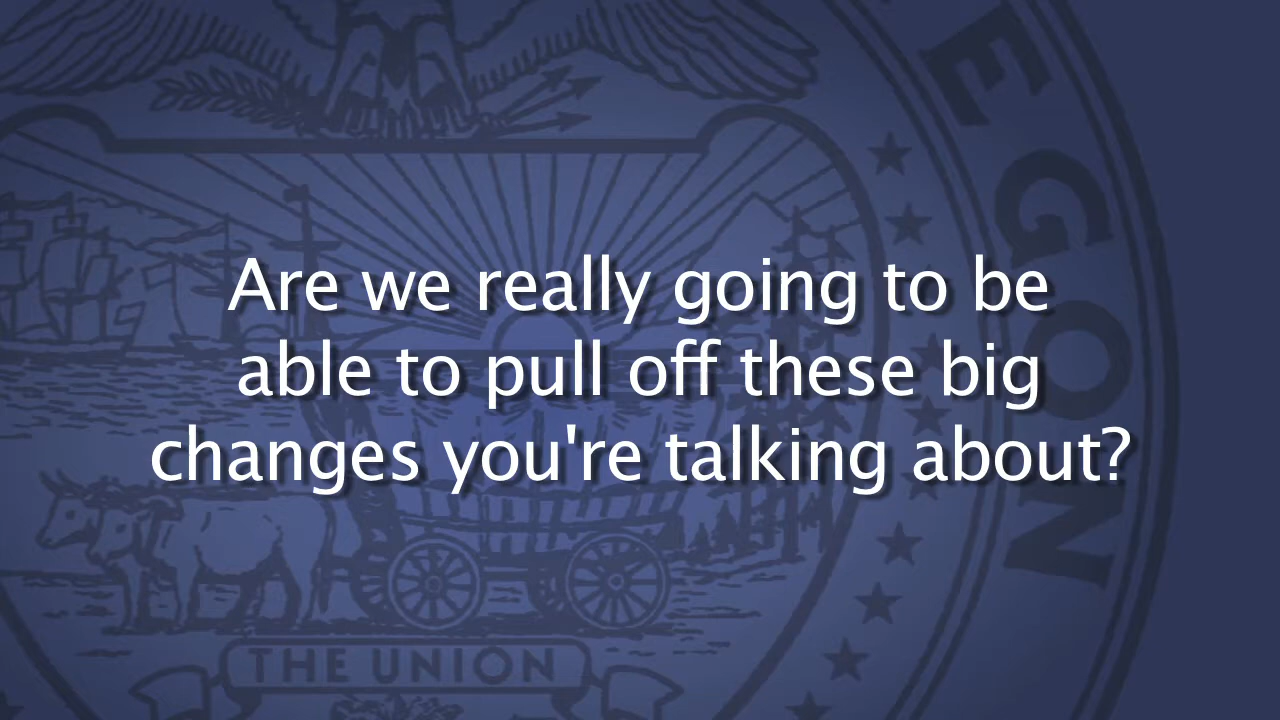 EGON
Are we really going to be
able to pull off these big
changes you're talking about?
THE UNION